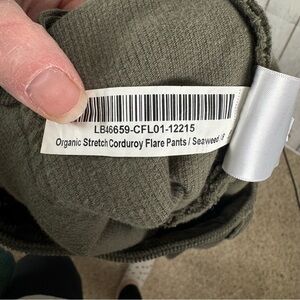 LB46659-CFL01-12215
Organic Stretch Corduroy Flare Pants / Seaweed